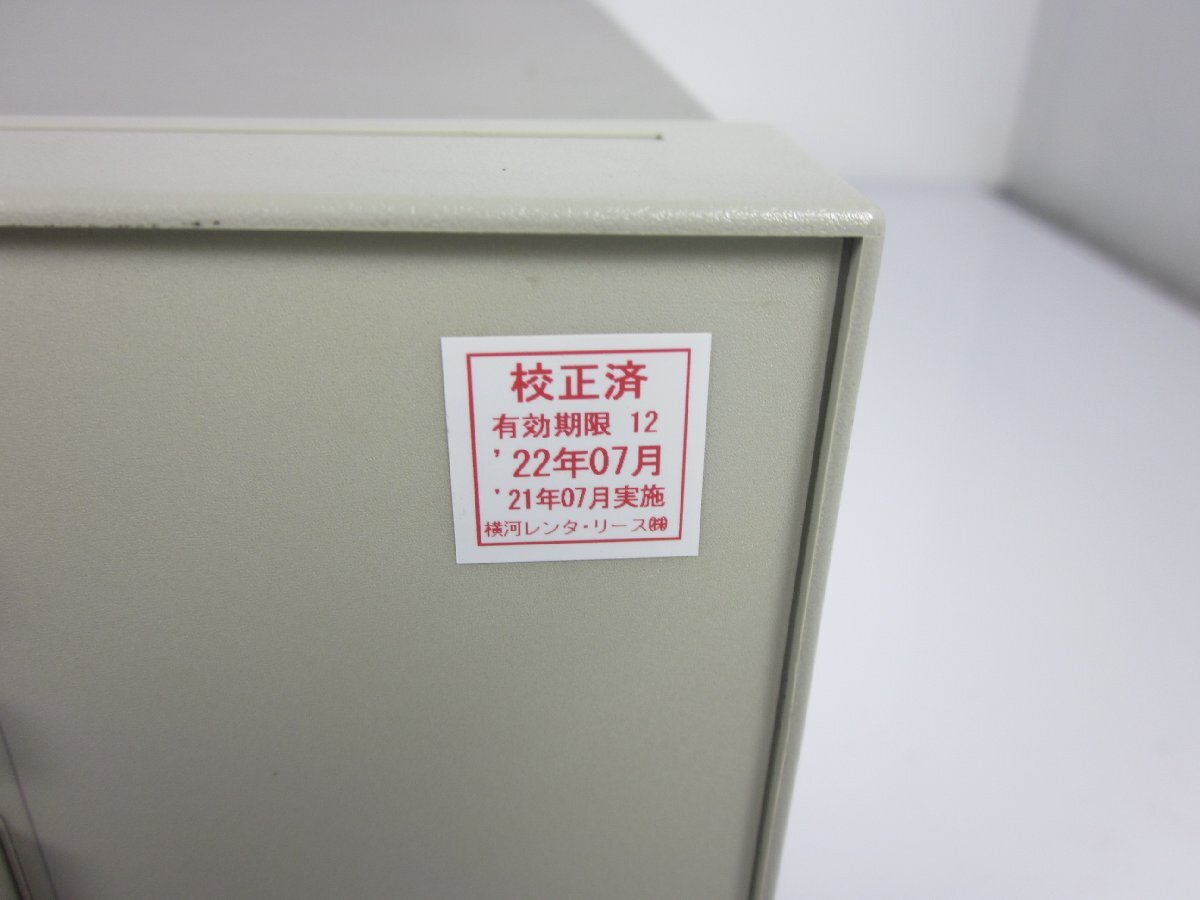 校正済
有効期限 12
'22年07月
'21年07月実施
横河レンタ・リース㈱